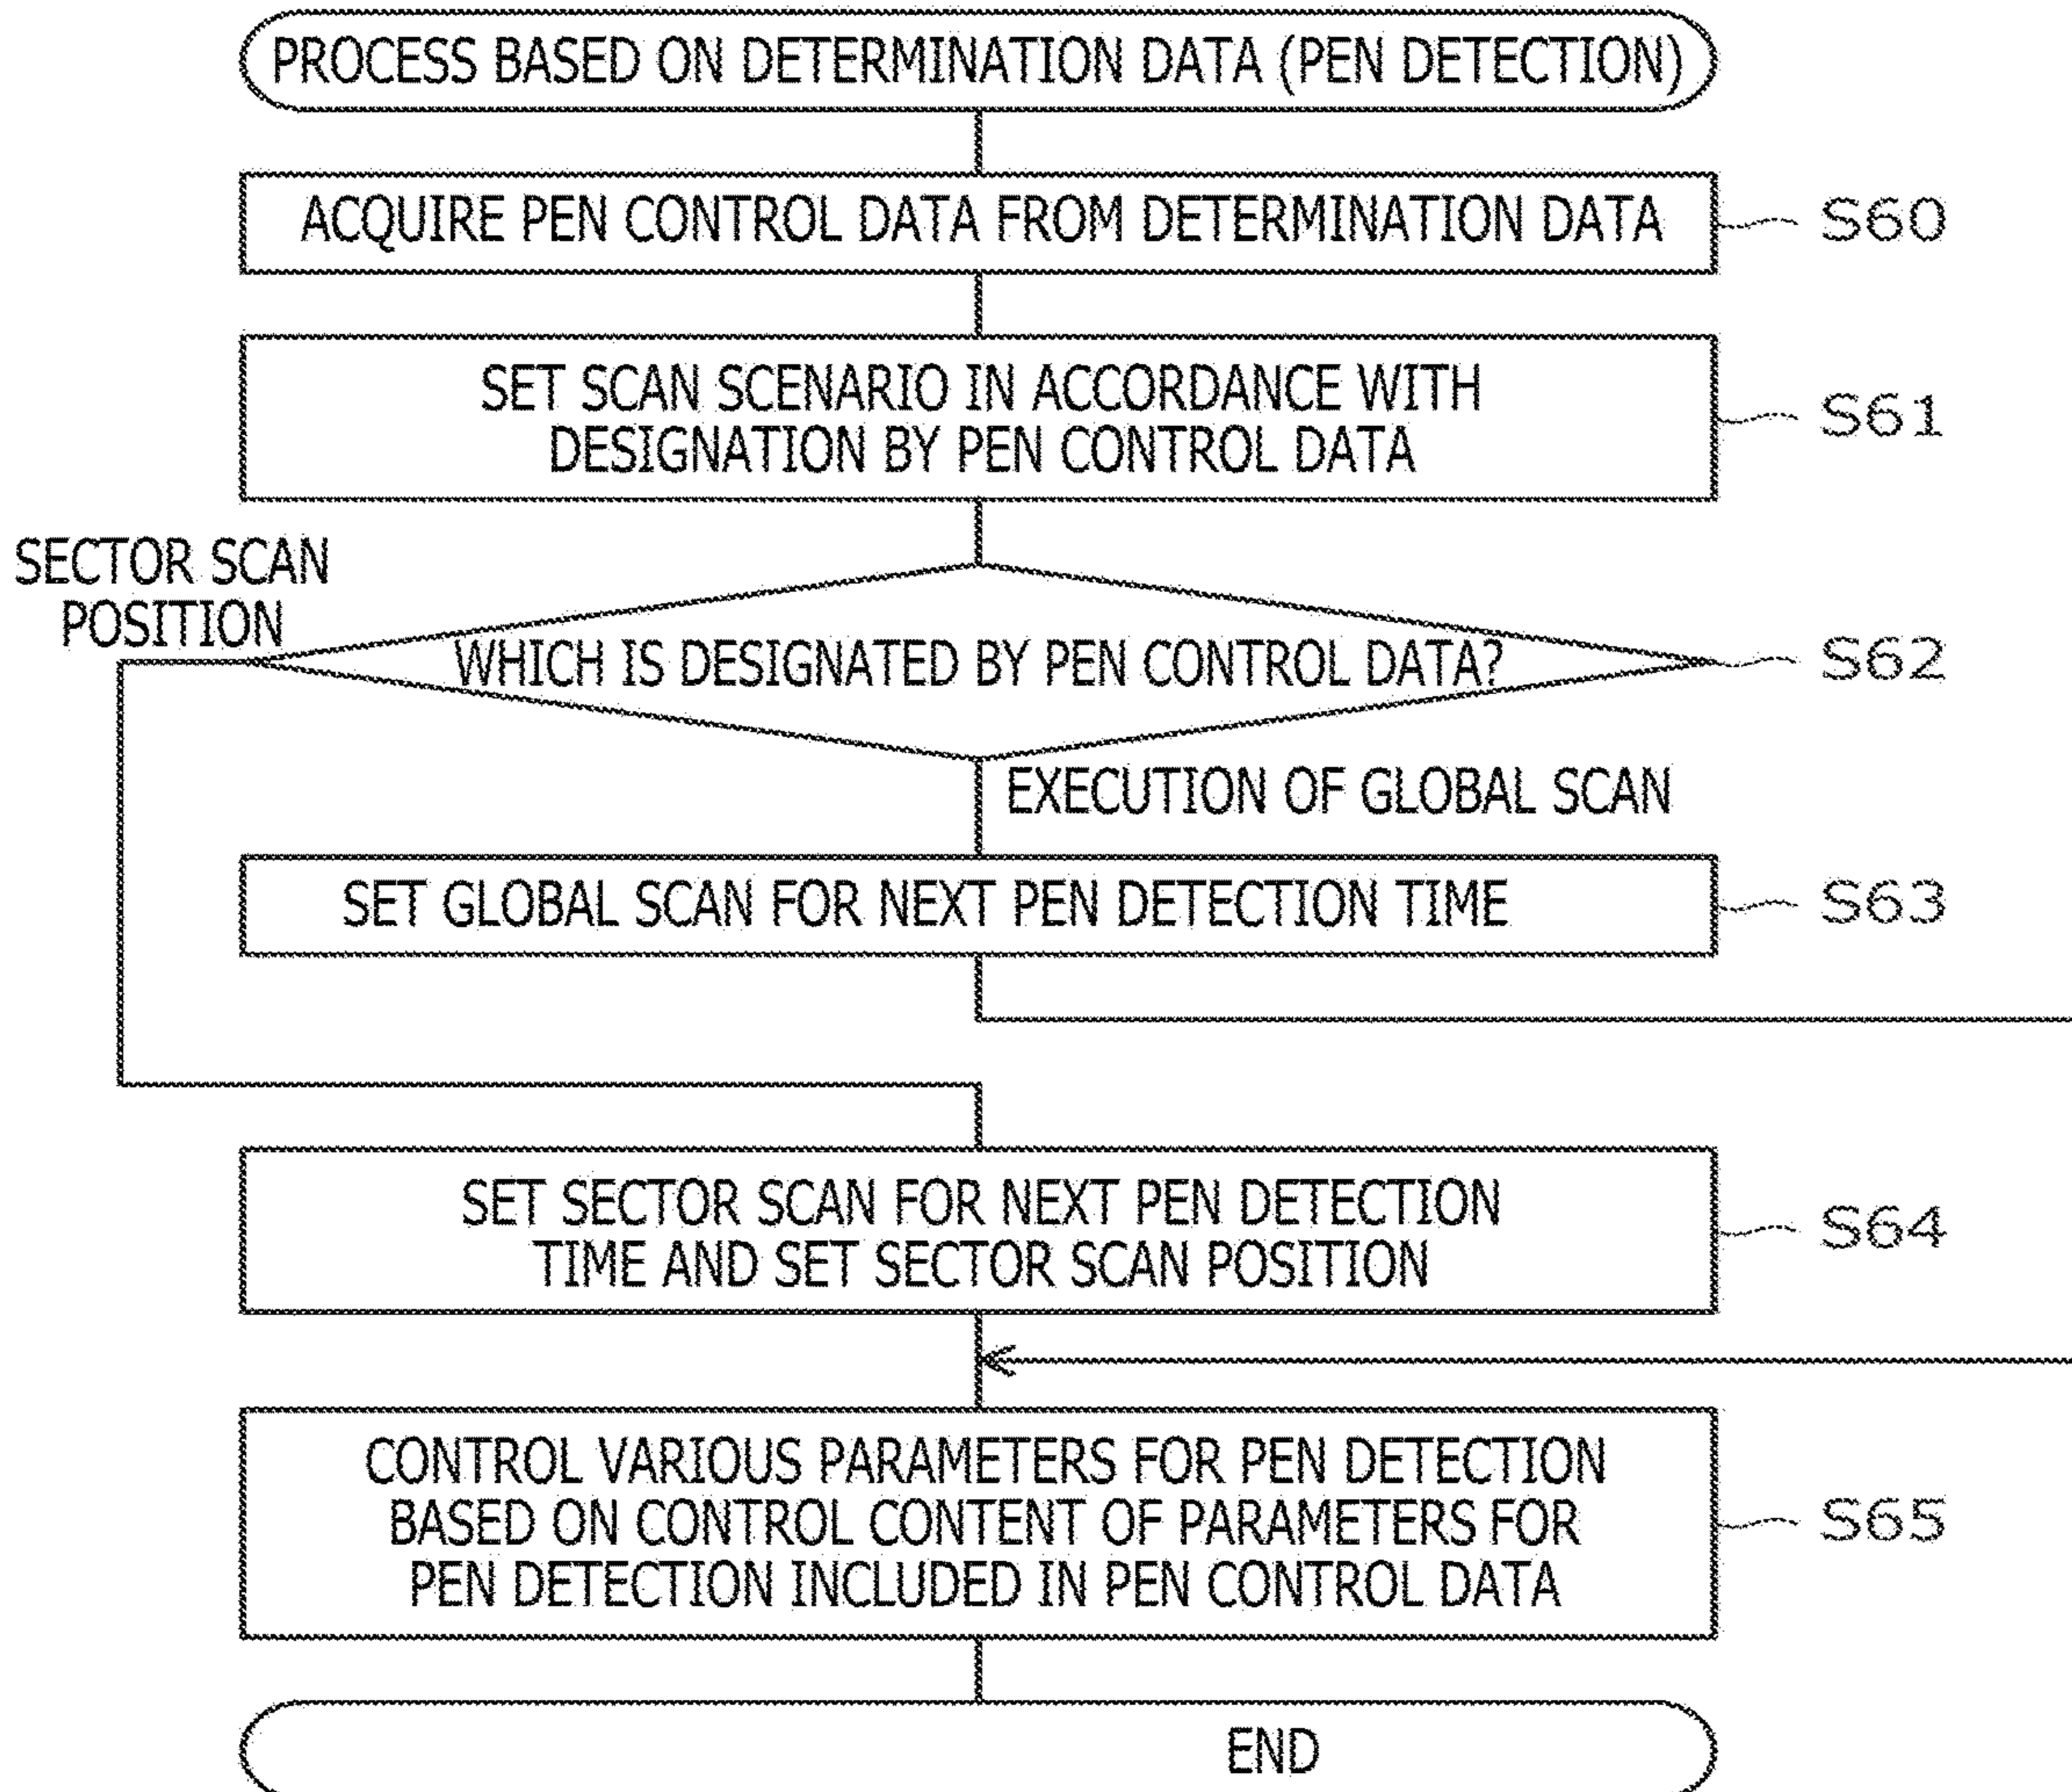 PROCESS BASED ON DETERMINATION DATA (PEN DETECTION)
ACQUIRE PEN CONTROL DATA FROM DETERMINATION DATA
S60
SET SCAN SCENARIO IN ACCORDANCE WITH
DESIGNATION BY PEN CONTROL DATA
S61
SECTOR SCAN
POSITION
WHICH IS DESIGNATED BY PEN CONTROL DATA?
S62
EXECUTION OF GLOBAL SCAN
SET GLOBAL SCAN FOR NEXT PEN DETECTION TIME
S63
SET SECTOR SCAN FOR NEXT PEN DETECTION
TIME AND SET SECTOR SCAN POSITION
S64
CONTROL VARIOUS PARAMETERS FOR PEN DETECTION
BASED ON CONTROL CONTENT OF PARAMETERS FOR
PEN DETECTION INCLUDED IN PEN CONTROL DATA
S65
END